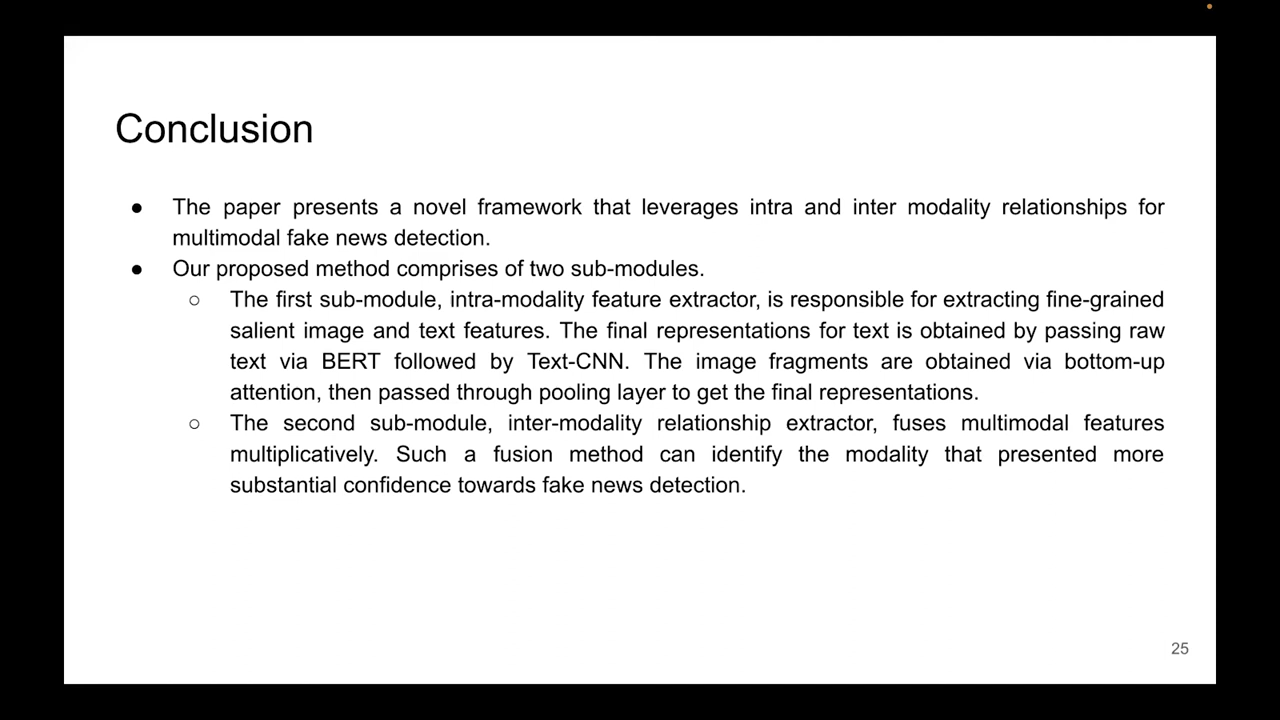 Conclusion
● The paper presents a novel framework that leverages intra and inter modality relationships for
multimodal fake news detection.
● Our proposed method comprises of two sub-modules.
○ The first sub-module, intra-modality feature extractor, is responsible for extracting fine-grained
salient image and text features. The final representations for text is obtained by passing raw
text via BERT followed by Text-CNN. The image fragments are obtained via bottom-up
attention, then passed through pooling layer to get the final representations.
○ The second sub-module, inter-modality relationship extractor, fuses multimodal features
multiplicatively. Such a fusion method can identify the modality that presented more
substantial confidence towards fake news detection.
25